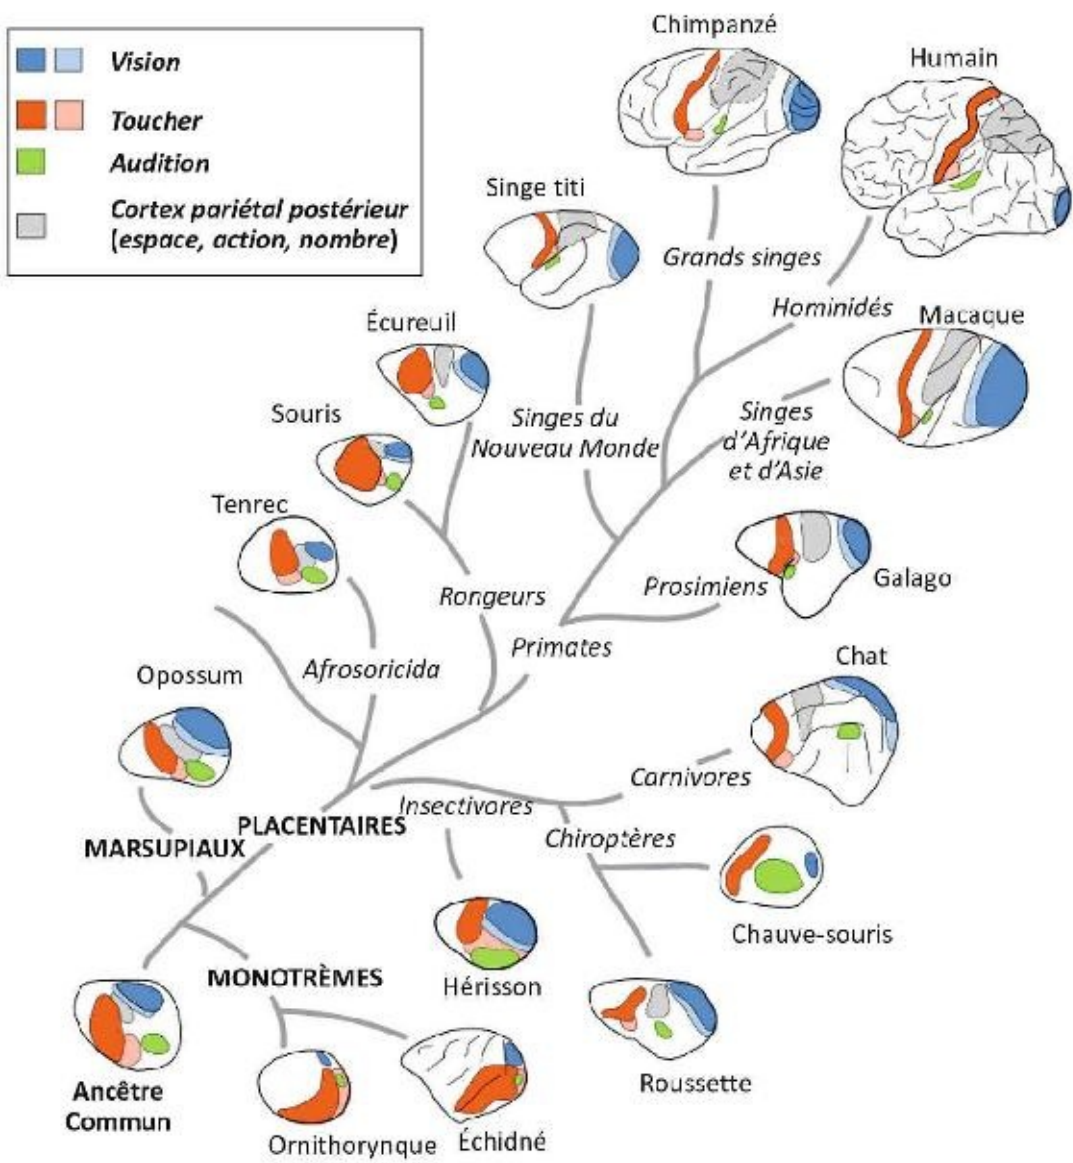 Vision
Toucher
Audition
Cortex pariétal postérieur
(espace, action, nombre)
Chimpanzé
Humain
Singe titi
Grands singes
Hominidés
Macaque
Écureuil
Singes du
Nouveau Monde
Singes
d'Afrique
et d'Asie
Souris
Tenrec
Rongeurs
Prosimiens
Galago
Primates
Opossum
Afrosoricida
Chat
Carnivores
Insectivores
PLACENTAIRES
MARSUPIAUX
Chiroptères
Chauve-souris
MONOTRÈMES
Hérisson
Roussette
Ancêtre
Commun
Ornithorynque
Échidné